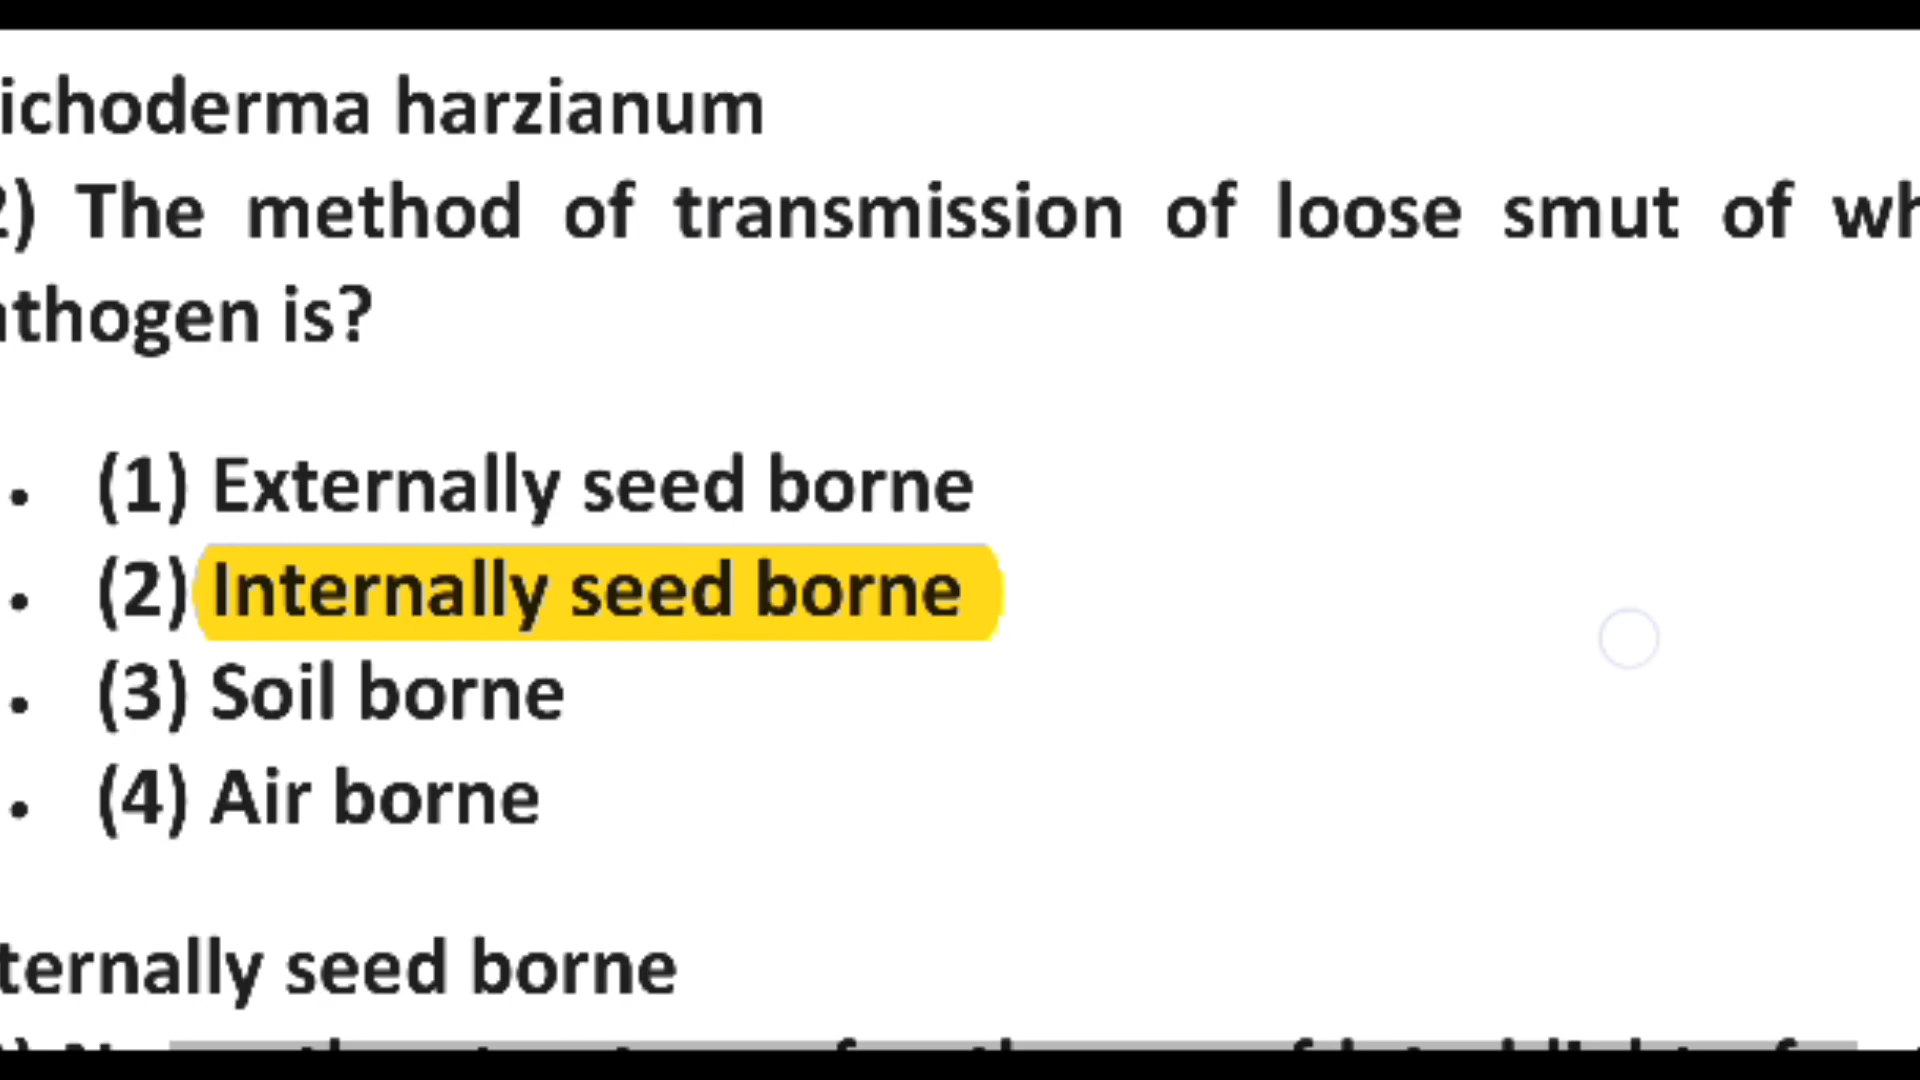 ichoderma harzianum
2) The method of transmission of loose smut of wh
athogen is?
• (1) Externally seed borne
• (2) Internally seed borne
• (3) Soil borne
• (4) Air borne
ternally seed borne